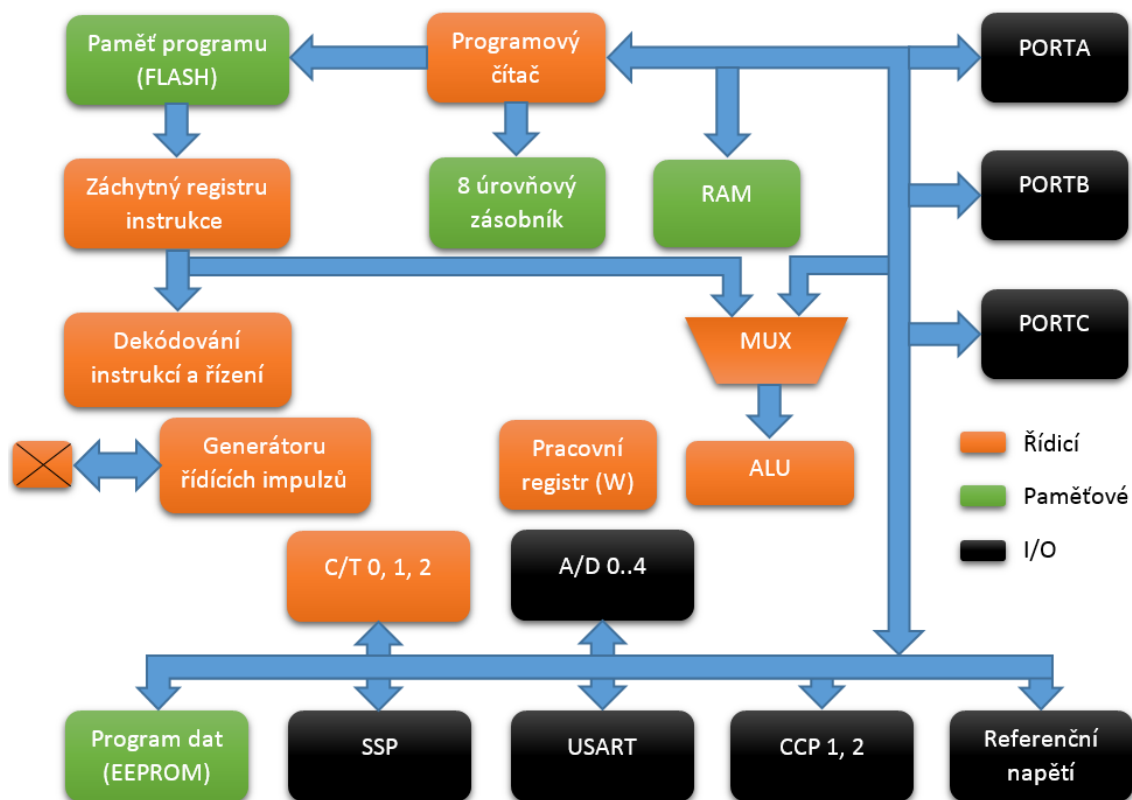 Paměť programu
(FLASH)
Programový
čítač
PORTA
Záchytný registru
instrukce
8 úrovňový
zásobník
RAM
PORTB
Dekódování
instrukcí a řízení
MUX
PORTC
Generátoru
řídících impulzů
Pracovní
registr (W)
ALU
Řídicí
Paměťové
I/O
C/T 0, 1, 2
A/D 0..4
Program dat
(EEPROM)
SSP
USART
CCP 1, 2
Referenční
napětí